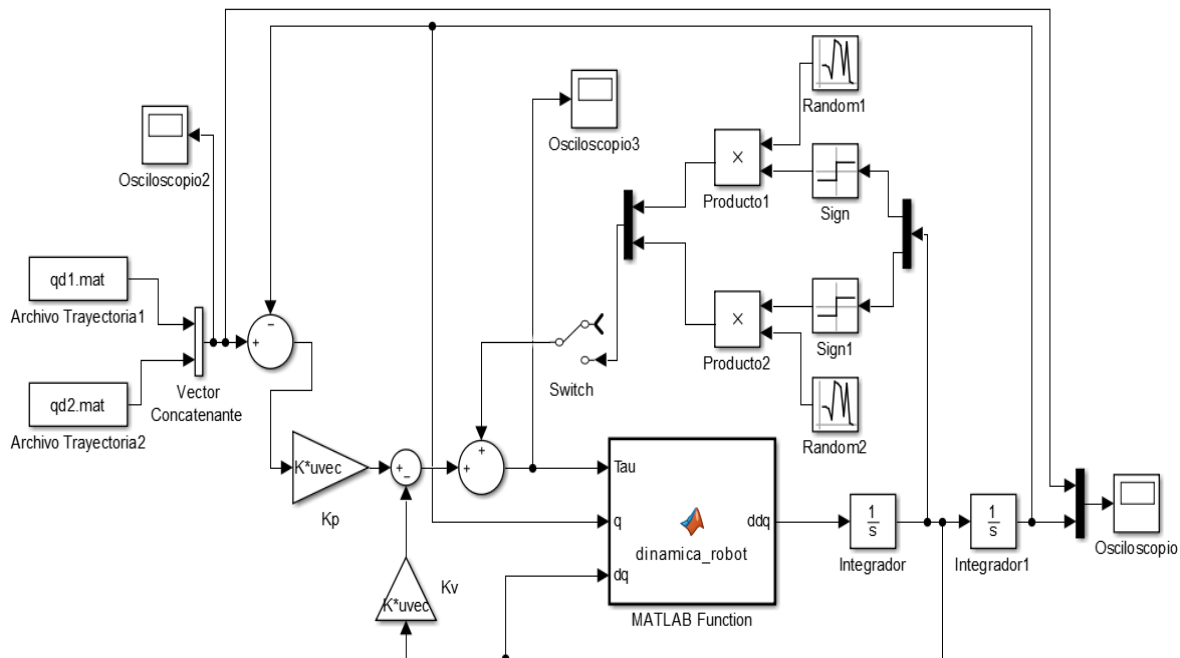 Random1
Osciloscopio3
Osciloscopio2
×
Producto1
Sign
qd1.mat
Archivo Trayectoria1
−
+
×
Producto2
Sign1
Switch
Vector
Concatenante
qd2.mat
Archivo Trayectoria2
Random2
K*uvec
Kp
+
−
+
+
Tau
q
dq
ddq
dinamica_robot
MATLAB Function
1
s
Integrador
1
s
Integrador1
Osciloscopio
K*uvec
Kv